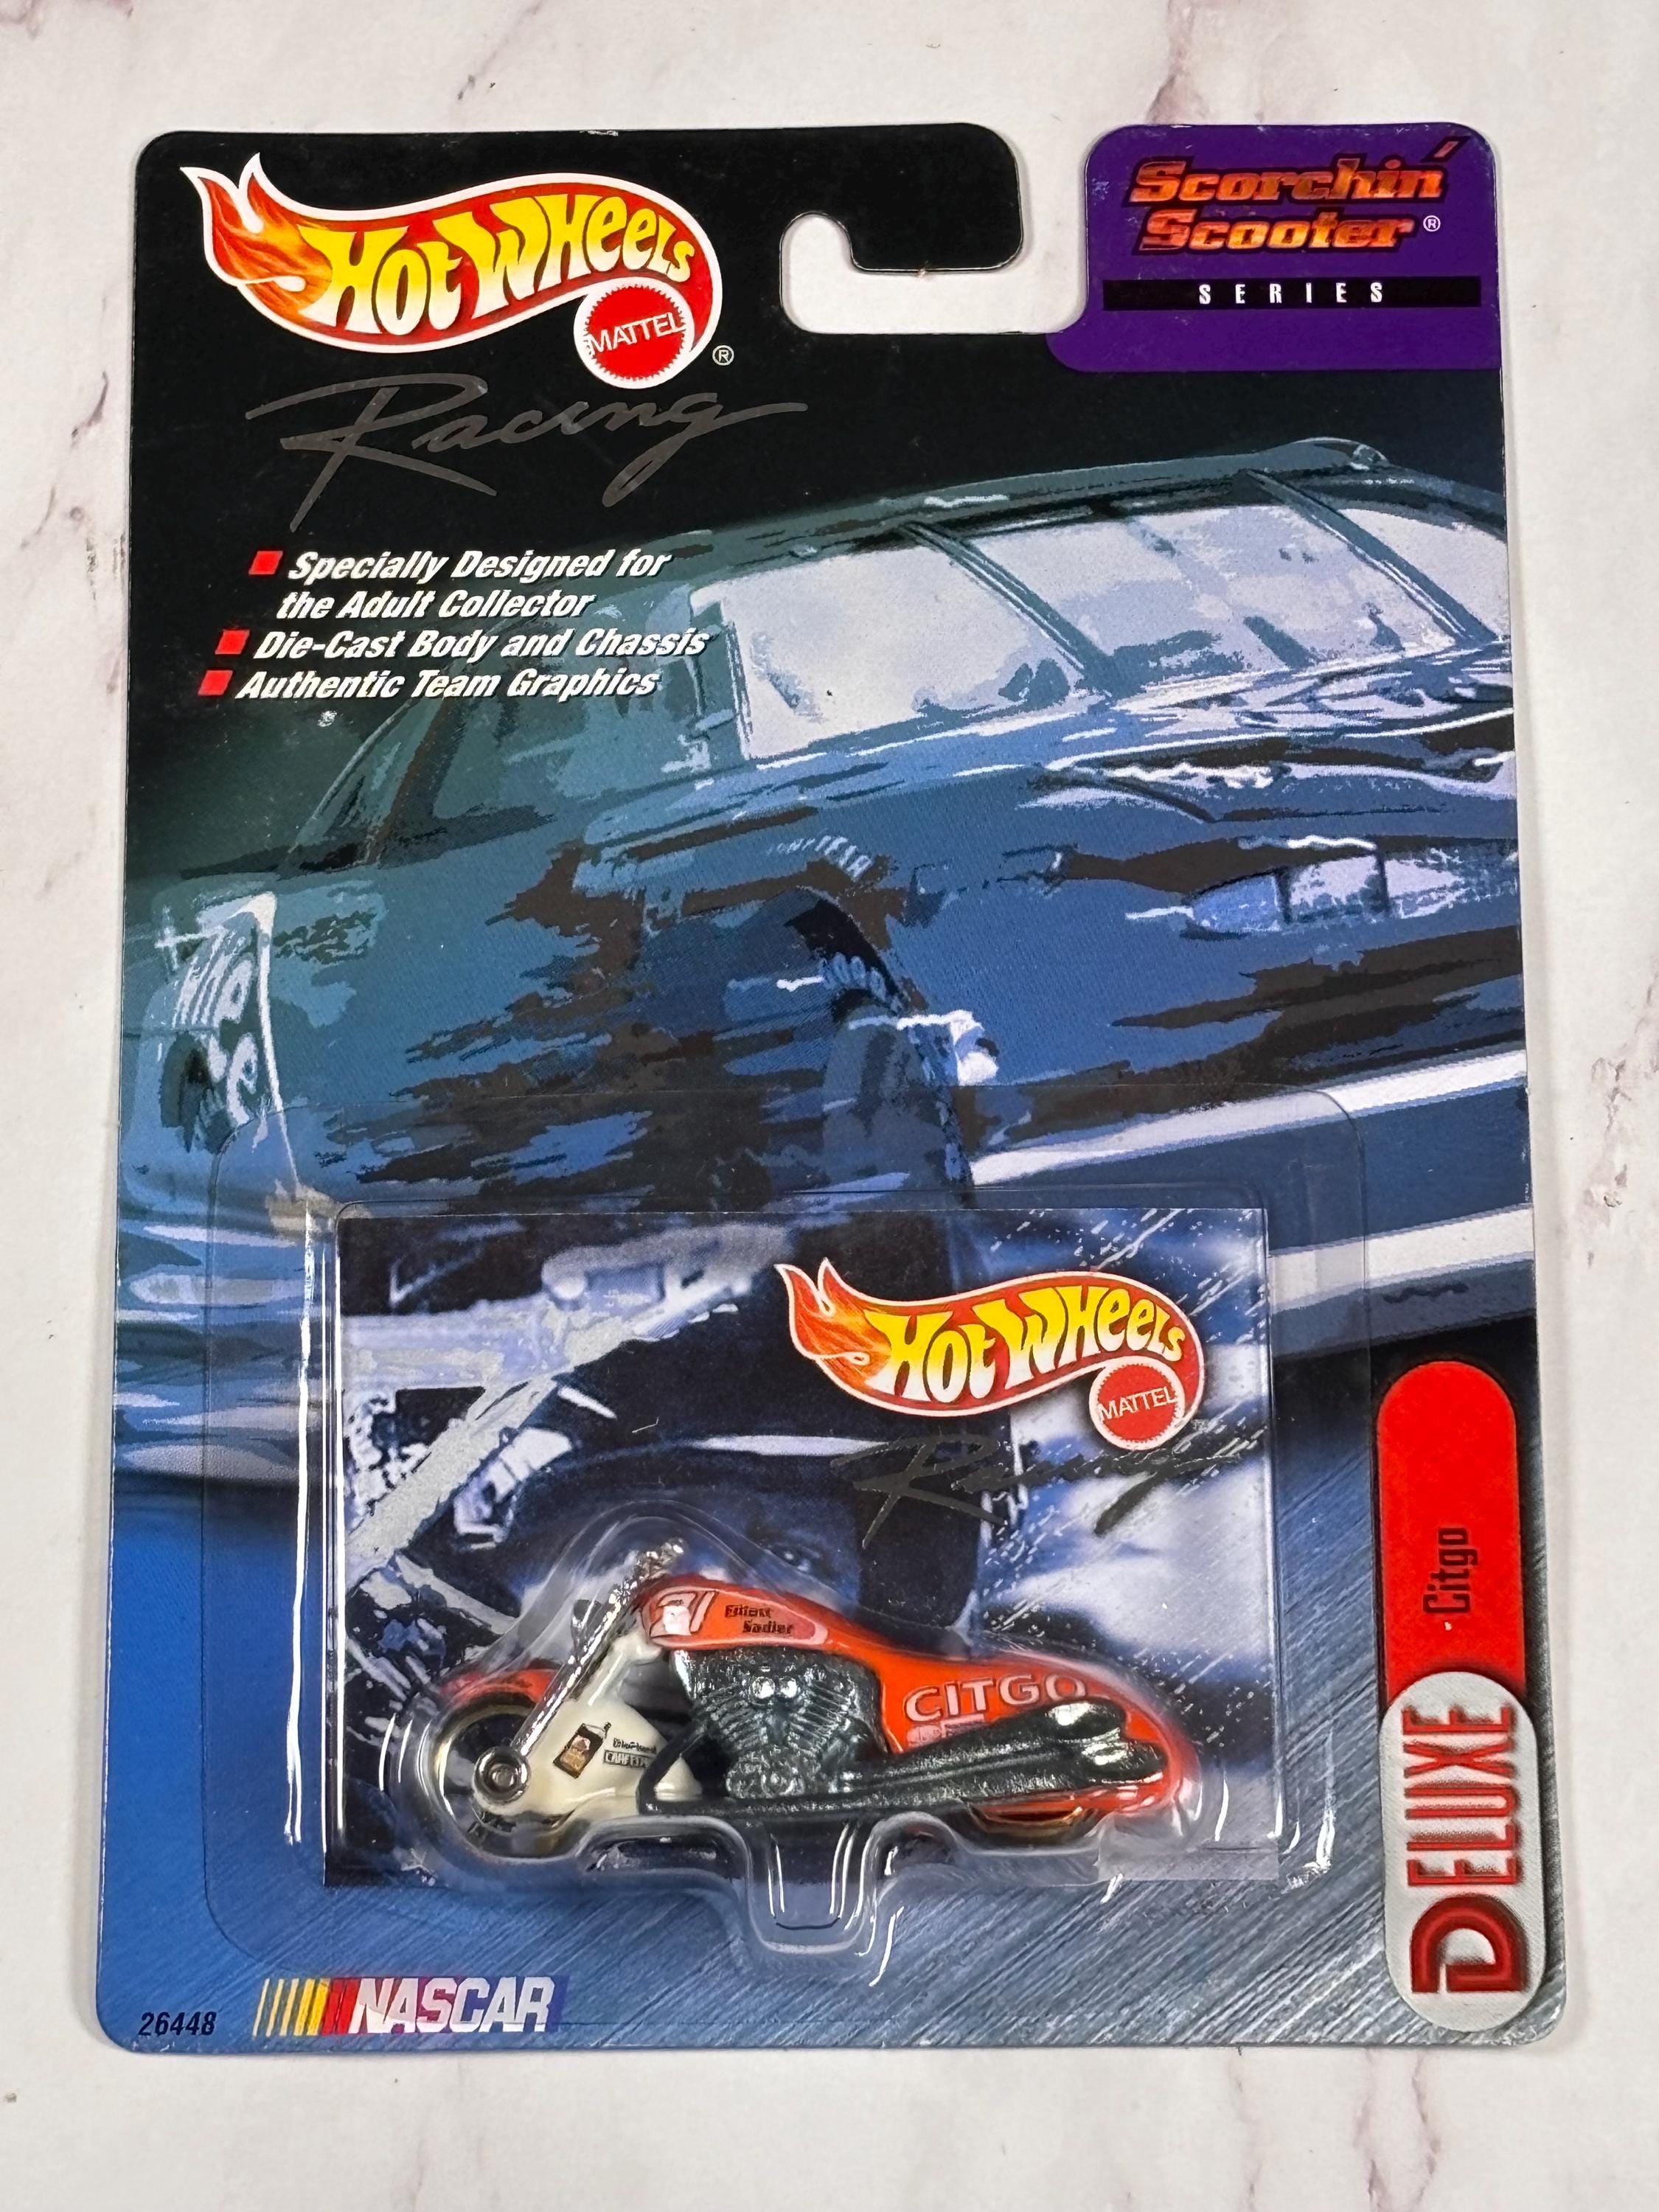 Hot Wheels
MATTEL
®
Racing
Scorchin'
Scooter®
SERIES
Specially Designed for
the Adult Collector
Die-Cast Body and Chassis
Authentic Team Graphics
Hot Wheels
MATTEL
Racing
21
Elliott
Sadler
CITGO
Citgo
DELUXE
26448
NASCAR